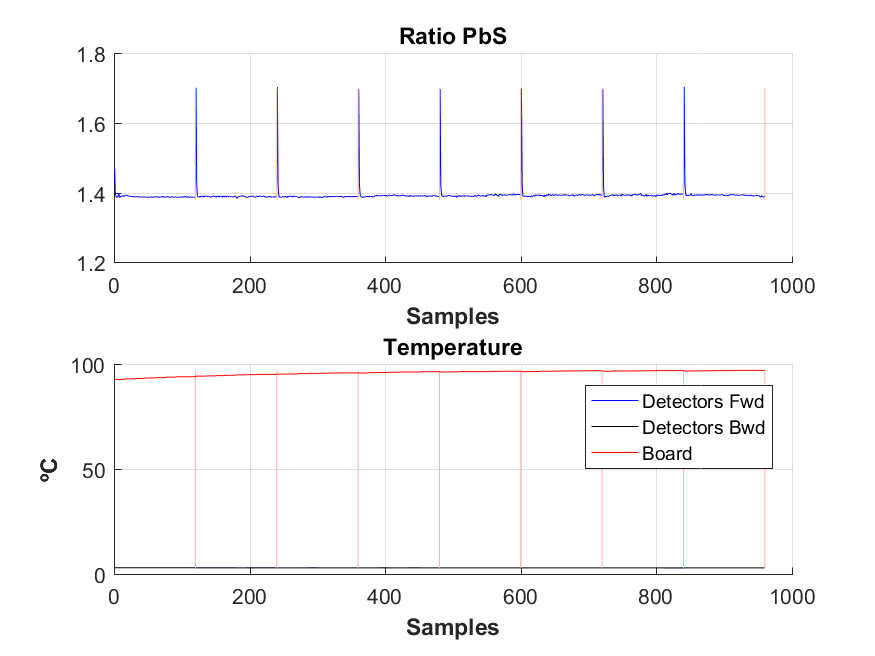 Ratio PbS
1.8
1.6
1.4
1.2
0 200 400 600 800 1000
Samples
Temperature
100
50
0
ºC
Detectors Fwd
Detectors Bwd
Board
0 200 400 600 800 1000
Samples